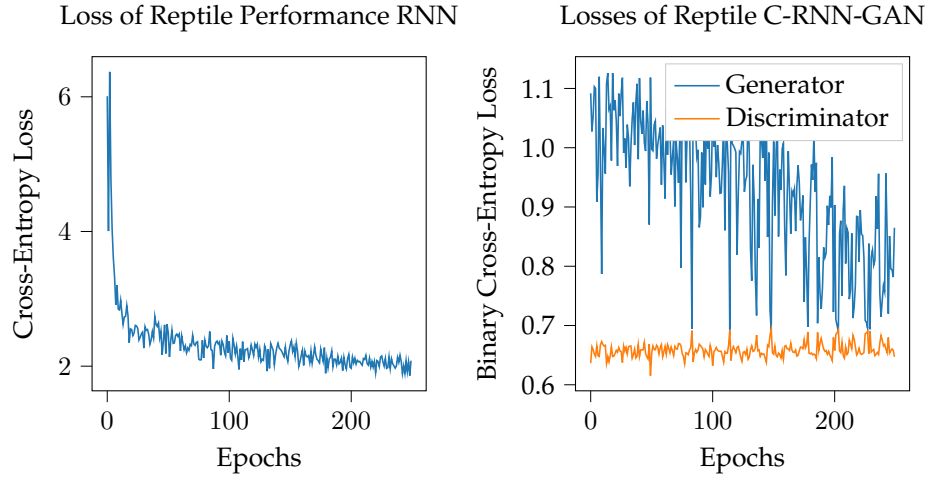 Loss of Reptile Performance RNN
Cross-Entropy Loss
6
4
2
0
100
200
Epochs
Losses of Reptile C-RNN-GAN
Binary Cross-Entropy Loss
1.1
1.0
0.9
0.8
0.7
0.6
Generator
Discriminator
0
100
200
Epochs